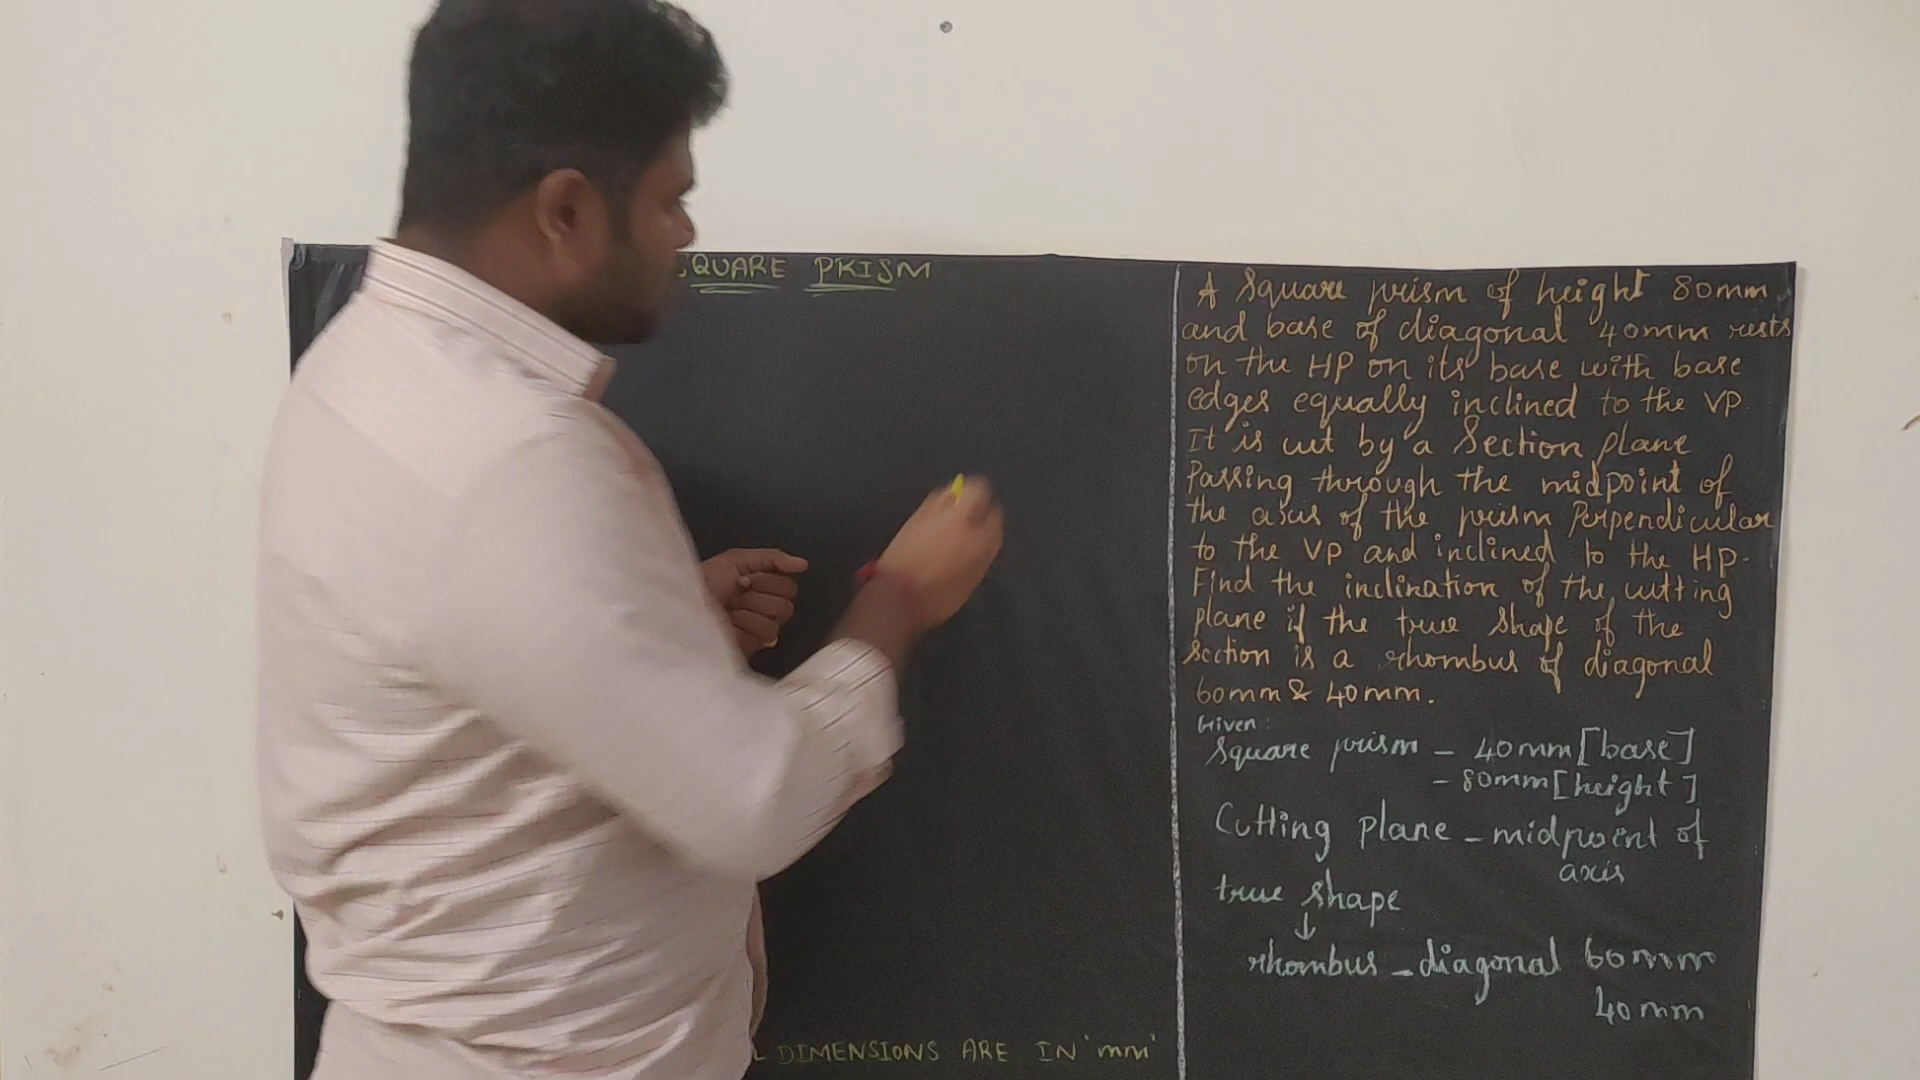 SQUARE PRISM
A Square prism of height 80mm
and base of diagonal 40mm rests
on the HP on its base with base
edges equally inclined to the VP.
It is cut by a Section plane
Passing through the midpoint of
the axis of the prism Perpendicular
to the VP and inclined to the HP.
Find the inclination of the cutting
plane if the true shape of the
section is a rhombus of diagonal
60mm & 40mm.
Given:
Square prism - 40mm [base]
- 80mm [height]
Cutting plane - midpoint of
axis
true shape
↓
rhombus - diagonal 60mm
40mm
L DIMENSIONS ARE IN 'mm'